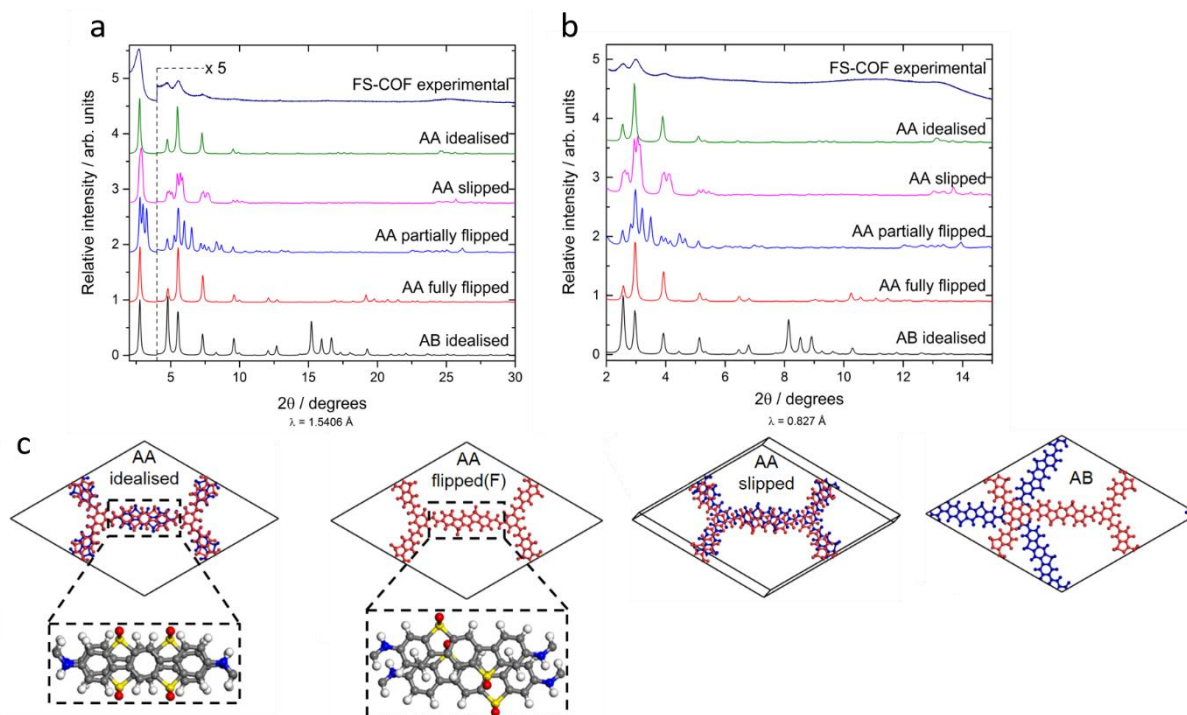 a
x 5
FS-COF experimental
AA idealised
AA slipped
AA partially flipped
AA fully flipped
AB idealised
Relative intensity / arb. units
5
4
3
2
1
0
5
10
15
20
25
30
2θ / degrees
λ = 1.5406 Å
b
FS-COF experimental
AA idealised
AA slipped
AA partially flipped
AA fully flipped
AB idealised
Relative intensity / arb. units
5
4
3
2
1
0
2
4
6
8
10
12
14
2θ / degrees
λ = 0.827 Å
c
AA
idealised
AA
flipped(F)
AA
slipped
AB